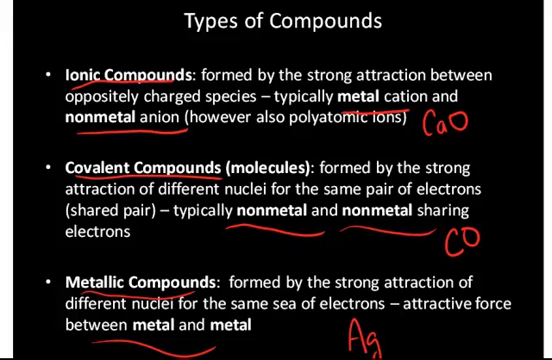 Types of Compounds
• Ionic Compounds: formed by the strong attraction between
oppositely charged species – typically metal cation and
nonmetal anion (however also polyatomic ions)
CaO
• Covalent Compounds (molecules): formed by the strong
attraction of different nuclei for the same pair of electrons
(shared pair) – typically nonmetal and nonmetal sharing
electrons
CO
• Metallic Compounds: formed by the strong attraction of
different nuclei for the same sea of electrons – attractive force
between metal and metal
Ag